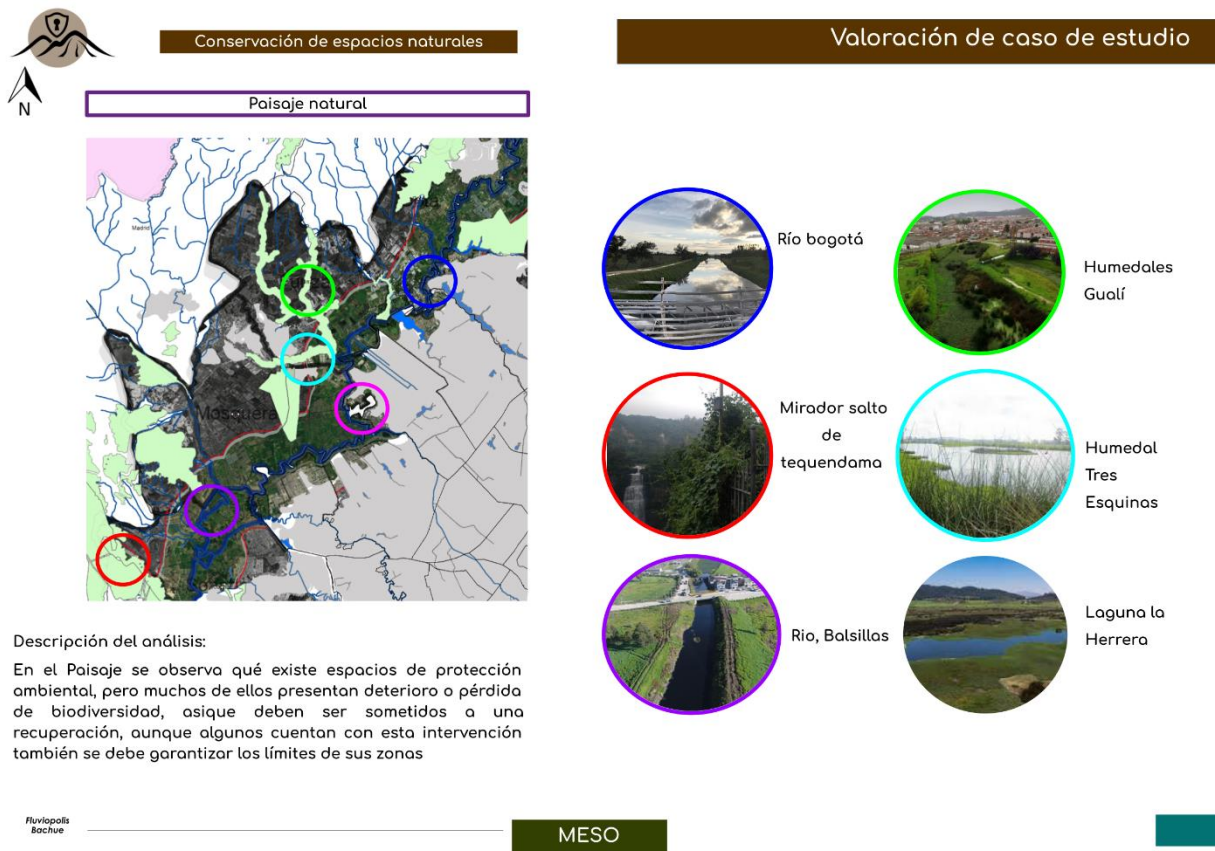 Conservación de espacios naturales
Valoración de caso de estudio
N
Paisaje natural
Madrid
Mosquera
Río bogotá
Humedales
Gualí
Mirador salto
de
tequendama
Humedal
Tres
Esquinas
Rio, Balsillas
Laguna la
Herrera
Descripción del análisis:
En el Paisaje se observa qué existe espacios de protección
ambiental, pero muchos de ellos presentan deterioro o pérdida
de biodiversidad, asique deben ser sometidos a una
recuperación, aunque algunos cuentan con esta intervención
también se debe garantizar los límites de sus zonas
Fluviopolis
Bachue
MESO